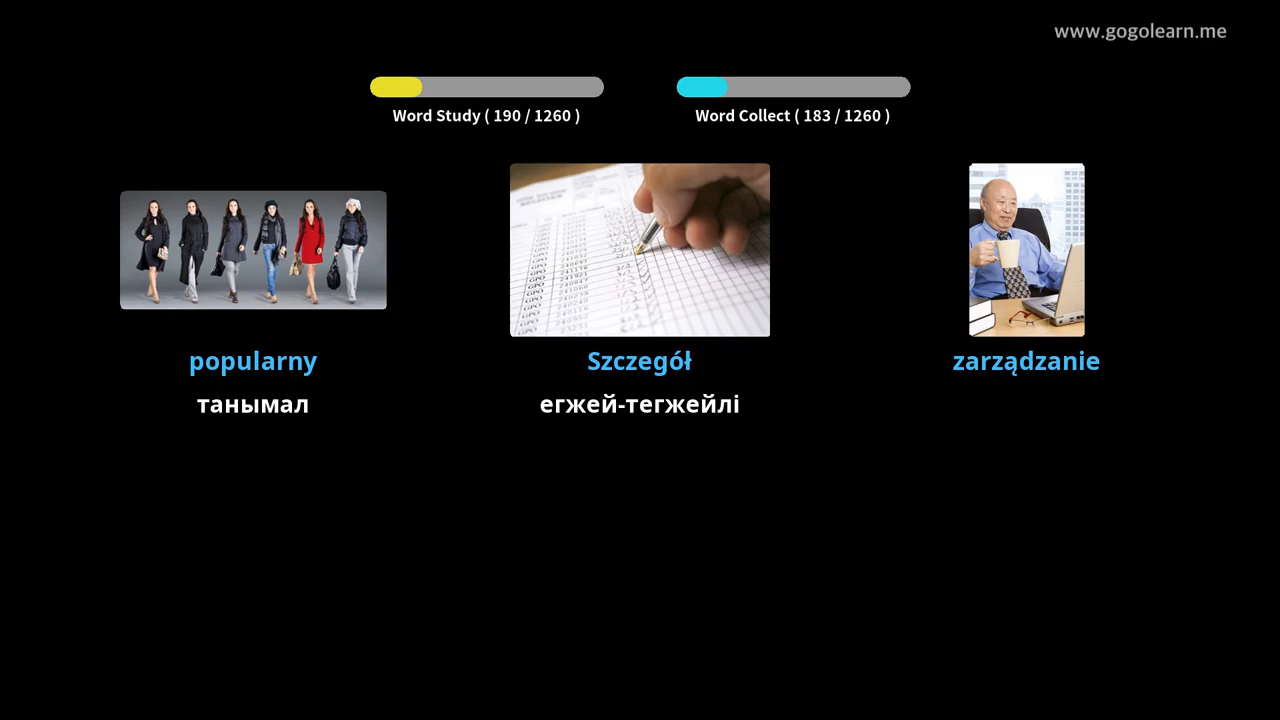 www.gogolearn.me
Word Study ( 190 / 1260 )
Word Collect ( 183 / 1260 )
popularny
Szczegół
zarządzanie
танымал
егжей-тегжейлі